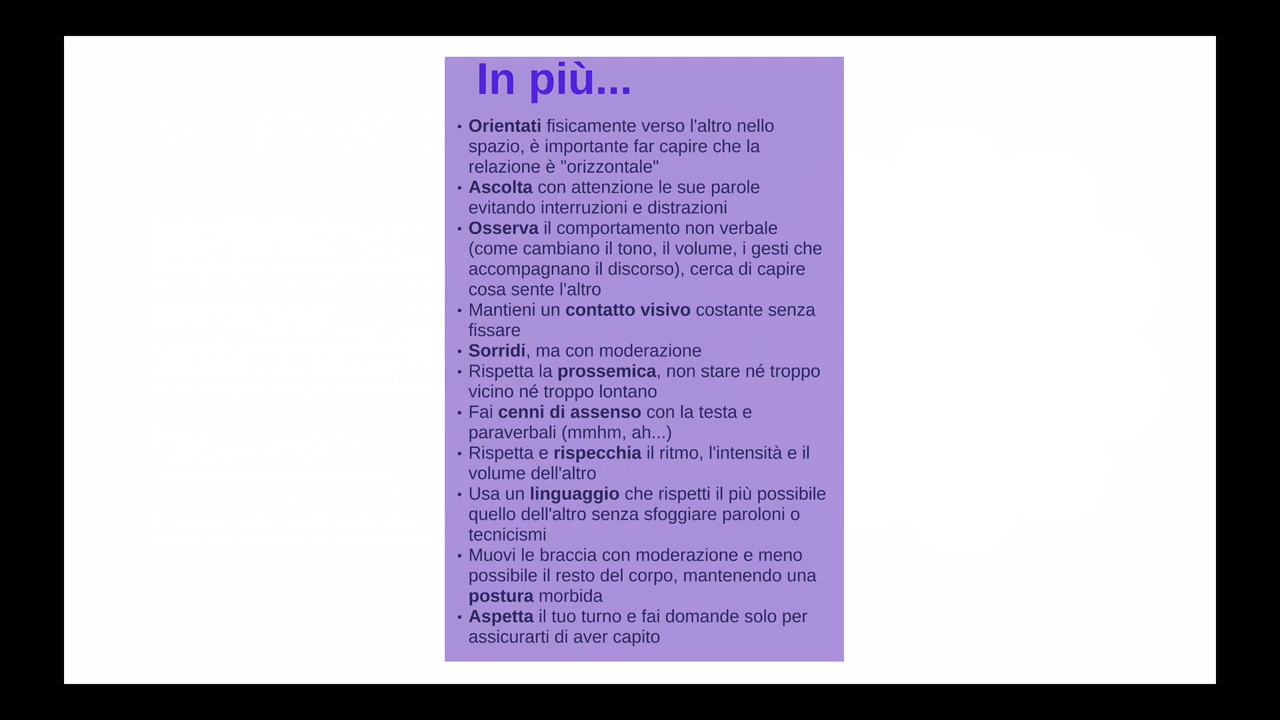 In più...
• Orientati fisicamente verso l'altro nello
spazio, è importante far capire che la
relazione è "orizzontale"
• Ascolta con attenzione le sue parole
evitando interruzioni e distrazioni
• Osserva il comportamento non verbale
(come cambiano il tono, il volume, i gesti che
accompagnano il discorso), cerca di capire
cosa sente l'altro
• Mantieni un contatto visivo costante senza
fissare
• Sorridi, ma con moderazione
• Rispetta la prossemica, non stare né troppo
vicino né troppo lontano
• Fai cenni di assenso con la testa e
paraverbali (mmhm, ah...)
• Rispetta e rispecchia il ritmo, l'intensità e il
volume dell'altro
• Usa un linguaggio che rispetti il più possibile
quello dell'altro senza sfoggiare paroloni o
tecnicismi
• Muovi le braccia con moderazione e meno
possibile il resto del corpo, mantenendo una
postura morbida
• Aspetta il tuo turno e fai domande solo per
assicurarti di aver capito